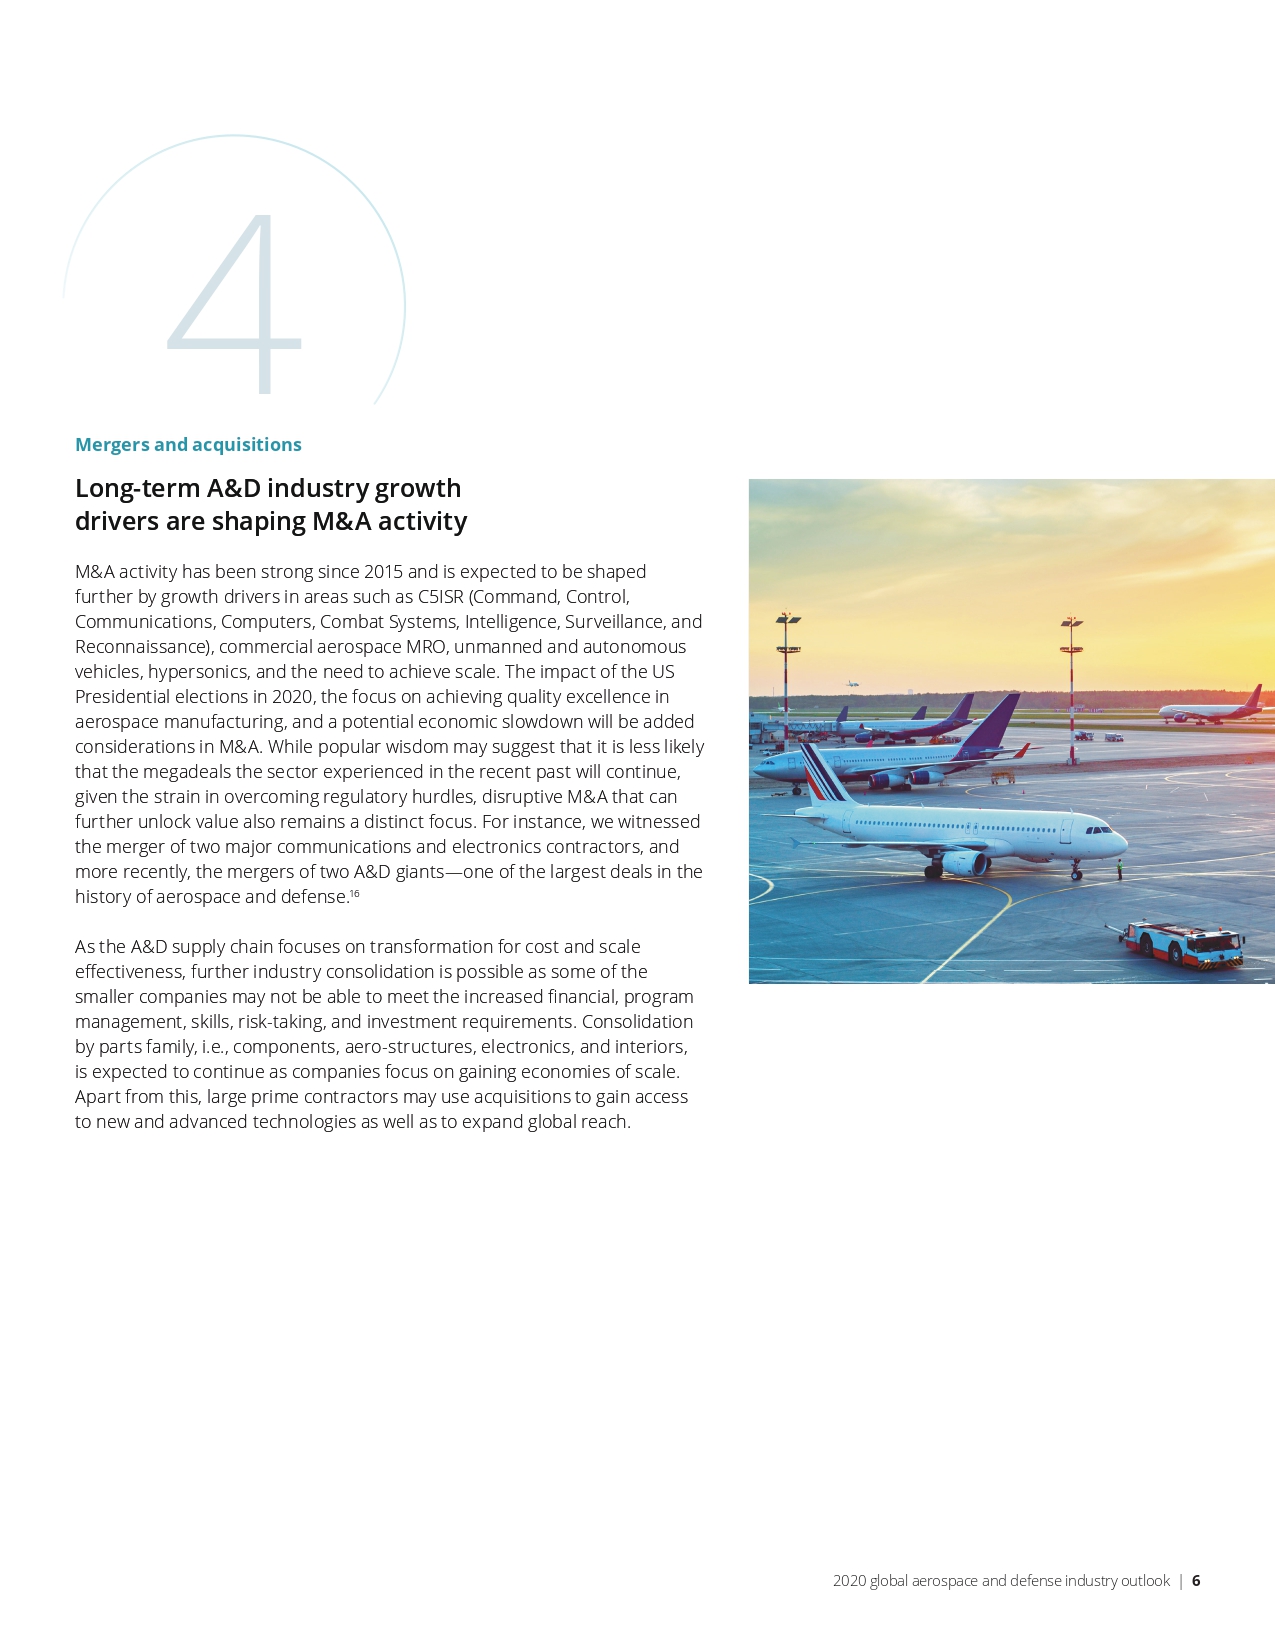 4
Mergers and acquisitions
Long-term A&D industry growth
drivers are shaping M&A activity
M&A activity has been strong since 2015 and is expected to be shaped
further by growth drivers in areas such as C5ISR (Command, Control,
Communications, Computers, Combat Systems, Intelligence, Surveillance, and
Reconnaissance), commercial aerospace MRO, unmanned and autonomous
vehicles, hypersonics, and the need to achieve scale. The impact of the US
Presidential elections in 2020, the focus on achieving quality excellence in
aerospace manufacturing, and a potential economic slowdown will be added
considerations in M&A. While popular wisdom may suggest that it is less likely
that the megadeals the sector experienced in the recent past will continue,
given the strain in overcoming regulatory hurdles, disruptive M&A that can
further unlock value also remains a distinct focus. For instance, we witnessed
the merger of two major communications and electronics contractors, and
more recently, the mergers of two A&D giants—one of the largest deals in the
history of aerospace and defense.16
As the A&D supply chain focuses on transformation for cost and scale
effectiveness, further industry consolidation is possible as some of the
smaller companies may not be able to meet the increased financial, program
management, skills, risk-taking, and investment requirements. Consolidation
by parts family, i.e., components, aero-structures, electronics, and interiors,
is expected to continue as companies focus on gaining economies of scale.
Apart from this, large prime contractors may use acquisitions to gain access
to new and advanced technologies as well as to expand global reach.
2020 global aerospace and defense industry outlook | 6